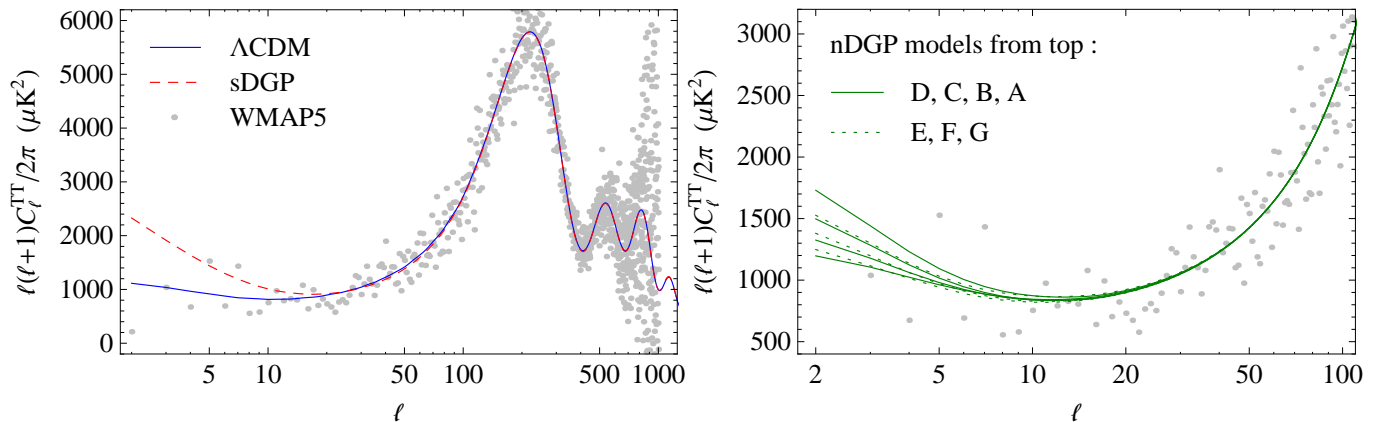 ΛCDM
sDGP
WMAP5
ℓ(ℓ+1)C_ℓ^TT/2π (μK²)
6000
5000
4000
3000
2000
1000
0
5 10 50 100 500 1000
ℓ
nDGP models from top :
D, C, B, A
E, F, G
ℓ(ℓ+1)C_ℓ^TT/2π (μK²)
3000
2500
2000
1500
1000
500
2 5 10 20 50 100
ℓ